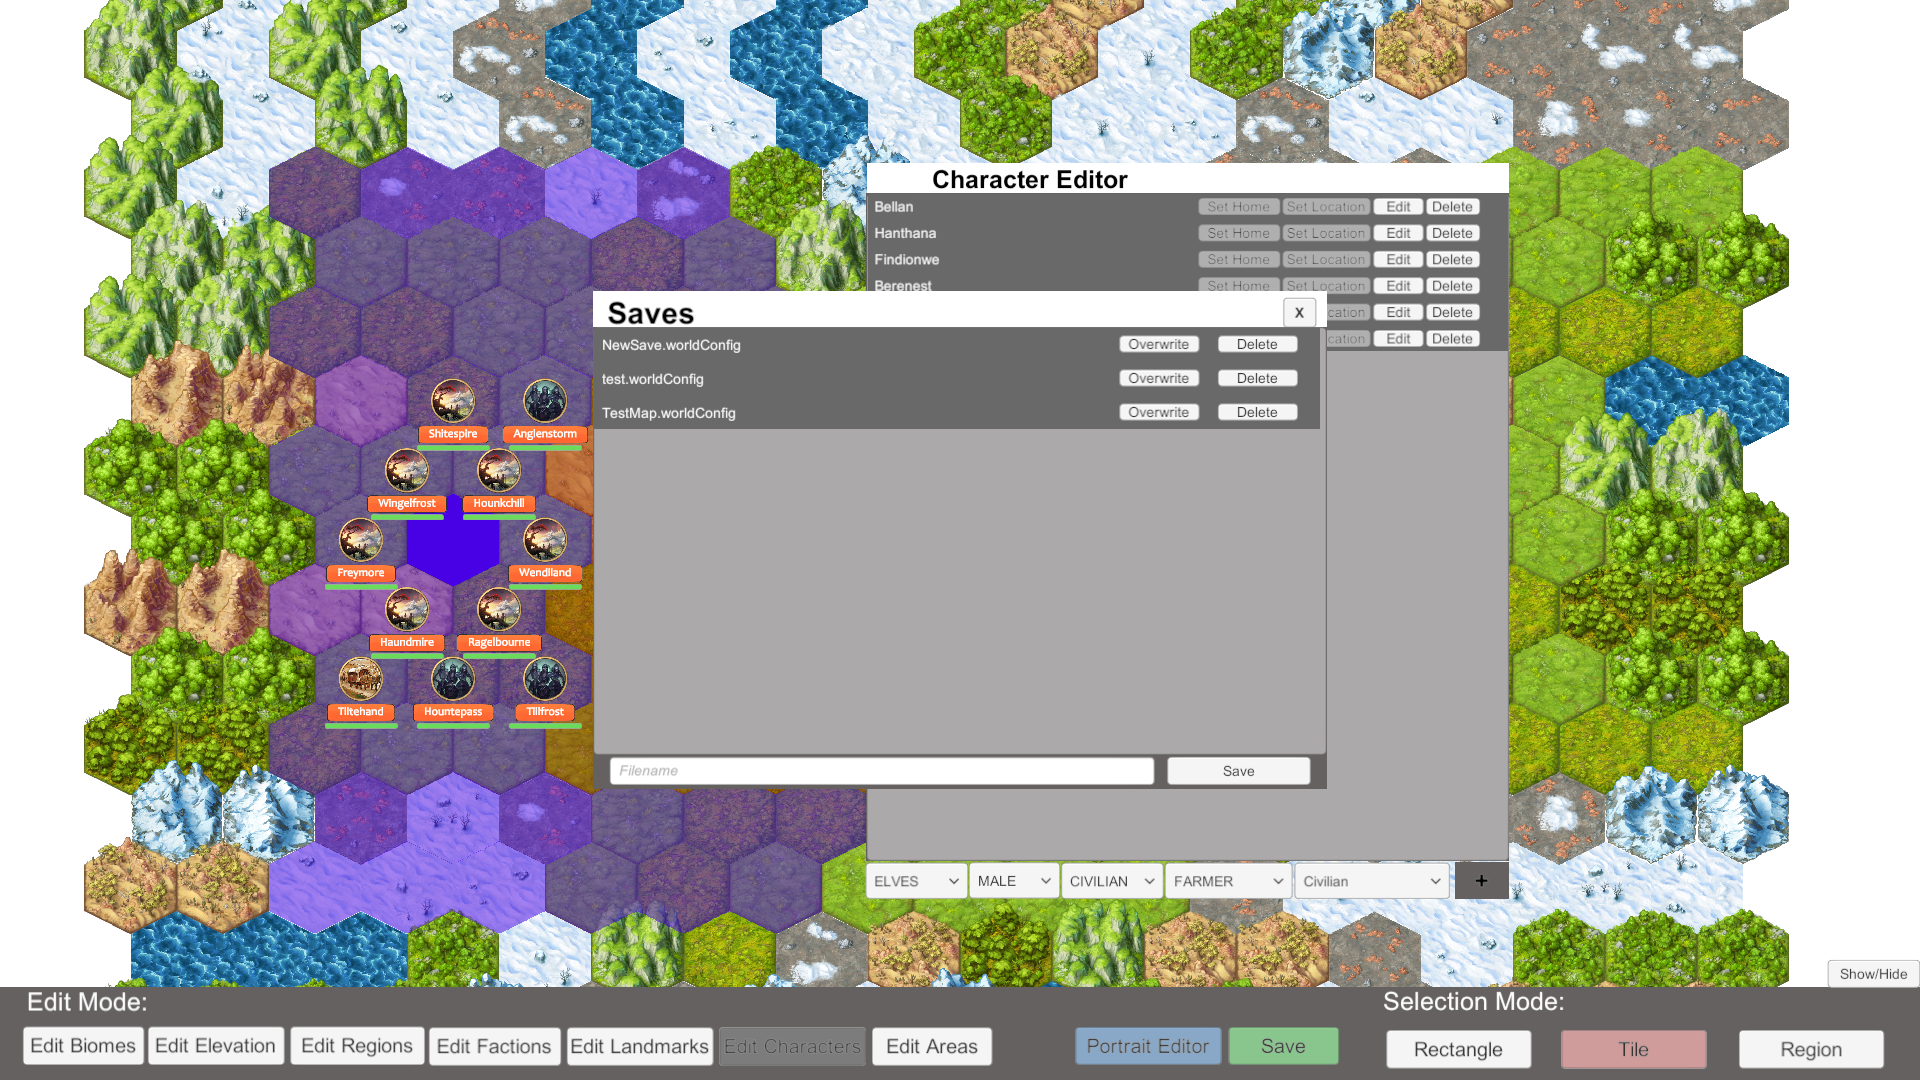 Character Editor
Bellan Set Home Set Location Edit Delete
Hanthana Set Home Set Location Edit Delete
Findionwe Set Home Set Location Edit Delete
Berenest Set Home Set Location Edit Delete
cation Edit Delete
cation Edit Delete
Saves X
NewSave.worldConfig Overwrite Delete
test.worldConfig Overwrite Delete
TestMap.worldConfig Overwrite Delete
Filename Save
Shitespire Anglenstorm
Wingelfrost Hounkchill
Freymore Wendlland
Haundmire Ragelbourne
Tiltehand Hountepass Tillfrost
ELVES MALE CIVILIAN FARMER Civilian +
Show/Hide
Edit Mode: Selection Mode:
Edit Biomes Edit Elevation Edit Regions Edit Factions Edit Landmarks Edit Characters Edit Areas Portrait Editor Save Rectangle Tile Region